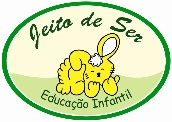 Jeito de Ser
Educação Infantil